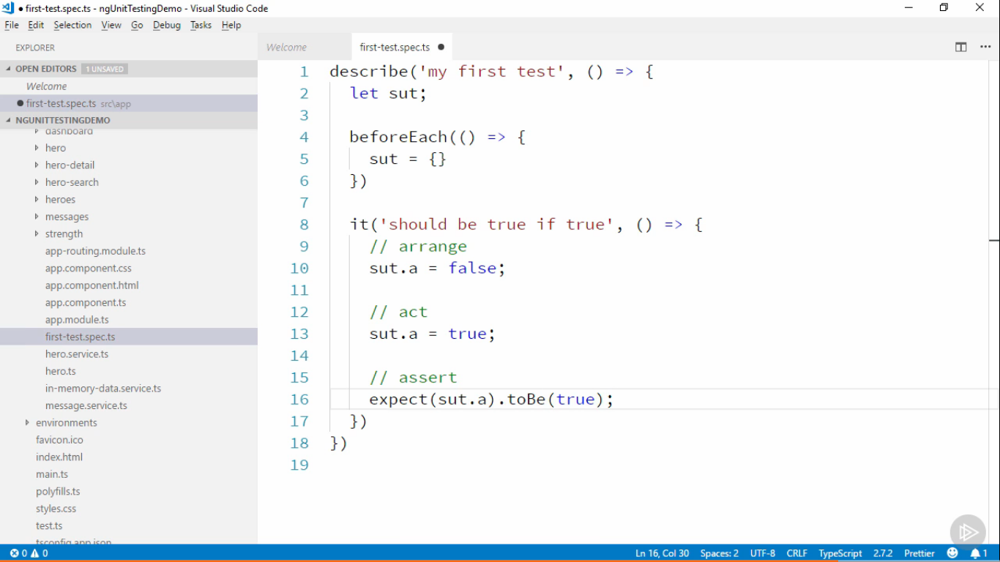 ● first-test.spec.ts - ngUnitTestingDemo - Visual Studio Code
File Edit Selection View Go Debug Tasks Help
EXPLORER
OPEN EDITORS 1 UNSAVED
Welcome
● first-test.spec.ts src\app
NGUNITTESTINGDEMO
dashboard
hero
hero-detail
hero-search
heroes
messages
strength
app-routing.module.ts
app.component.css
app.component.html
app.component.ts
app.module.ts
first-test.spec.ts
hero.service.ts
hero.ts
in-memory-data.service.ts
message.service.ts
environments
favicon.ico
index.html
main.ts
polyfills.ts
styles.css
test.ts
tsconfig.app.json
Welcome first-test.spec.ts ●
1 describe('my first test', () => {
2   let sut;
3
4   beforeEach(() => {
5     sut = {}
6   })
7
8   it('should be true if true', () => {
9     // arrange
10     sut.a = false;
11
12     // act
13     sut.a = true;
14
15     // assert
16     expect(sut.a).toBe(true);
17   })
18 })
19
0 0 Ln 16, Col 30 Spaces: 2 UTF-8 CRLF TypeScript 2.7.2 Prettier 1